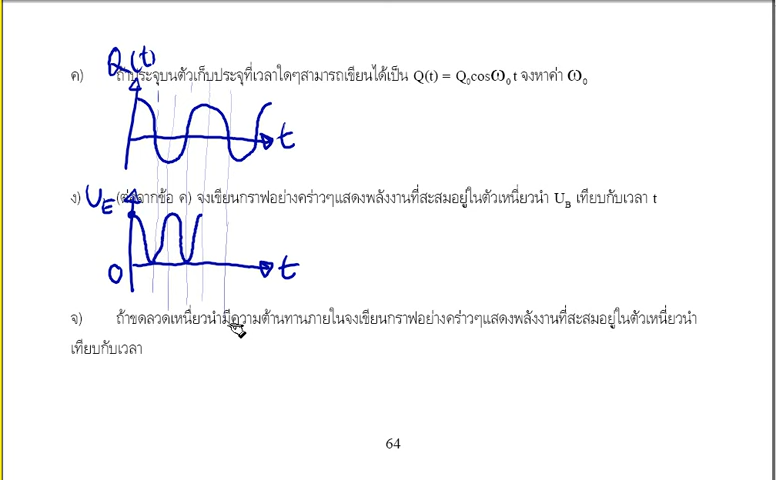 Q(t)
ค) ถ้าประจุบนตัวเก็บประจุที่เวลาใดๆสามารถเขียนได้เป็น Q(t) = Q₀cosω₀t จงหาค่า ω₀
t
ง) U_E (ต่อจากข้อ ค) จงเขียนกราฟอย่างคร่าวๆแสดงพลังงานที่สะสมอยู่ในตัวเหนี่ยวนำ U_B เทียบกับเวลา t
0 t
จ) ถ้าขดลวดเหนี่ยวนำมีความต้านทานภายในจงเขียนกราฟอย่างคร่าวๆแสดงพลังงานที่สะสมอยู่ในตัวเหนี่ยวนำ
เทียบกับเวลา
64